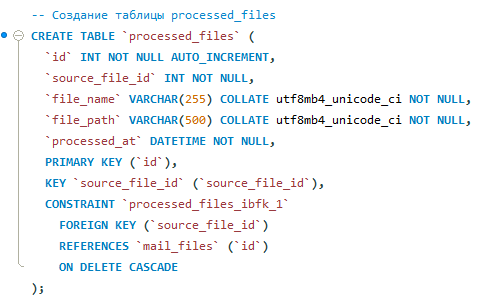 -- Создание таблицы processed_files
CREATE TABLE `processed_files` (
`id` INT NOT NULL AUTO_INCREMENT,
`source_file_id` INT NOT NULL,
`file_name` VARCHAR(255) COLLATE utf8mb4_unicode_ci NOT NULL,
`file_path` VARCHAR(500) COLLATE utf8mb4_unicode_ci NOT NULL,
`processed_at` DATETIME NOT NULL,
PRIMARY KEY (`id`),
KEY `source_file_id` (`source_file_id`),
CONSTRAINT `processed_files_ibfk_1`
FOREIGN KEY (`source_file_id`)
REFERENCES `mail_files` (`id`)
ON DELETE CASCADE
);